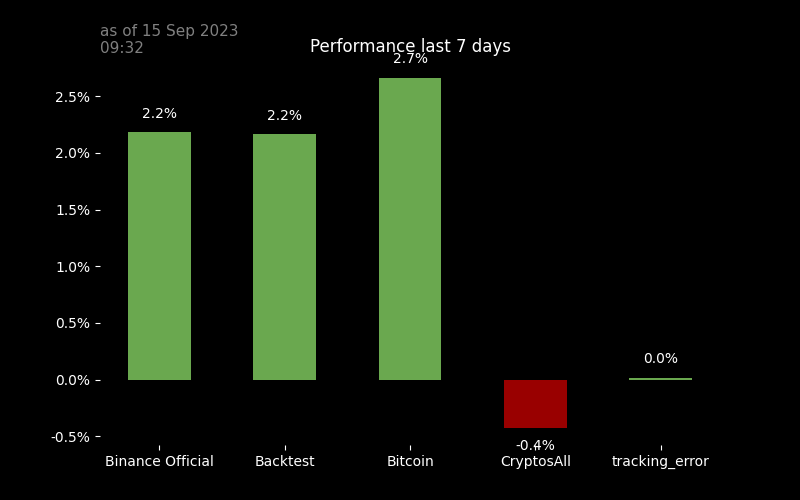 as of 15 Sep 2023
09:32
Performance last 7 days
2.7%
2.5%
2.2%
2.2%
2.0%
1.5%
1.0%
0.5%
0.0%
0.0%
-0.5%
-0.4%
Binance Official
Backtest
Bitcoin
CryptosAll
tracking_error